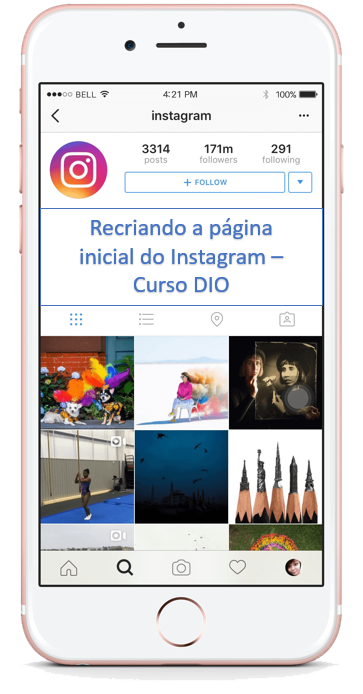 ●●●○○ BELL 4:21 PM 100%
instagram
3314 171m 291
posts followers following
+ FOLLOW
Recriando a página
inicial do Instagram –
Curso DIO